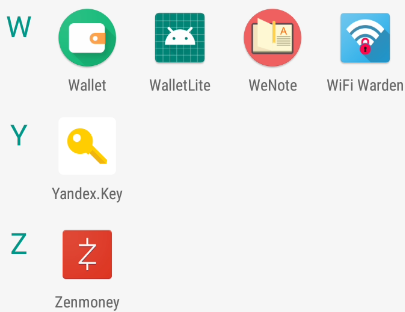 W
Wallet WalletLite WeNote WiFi Warden
Y
Yandex.Key
Z
Zenmoney